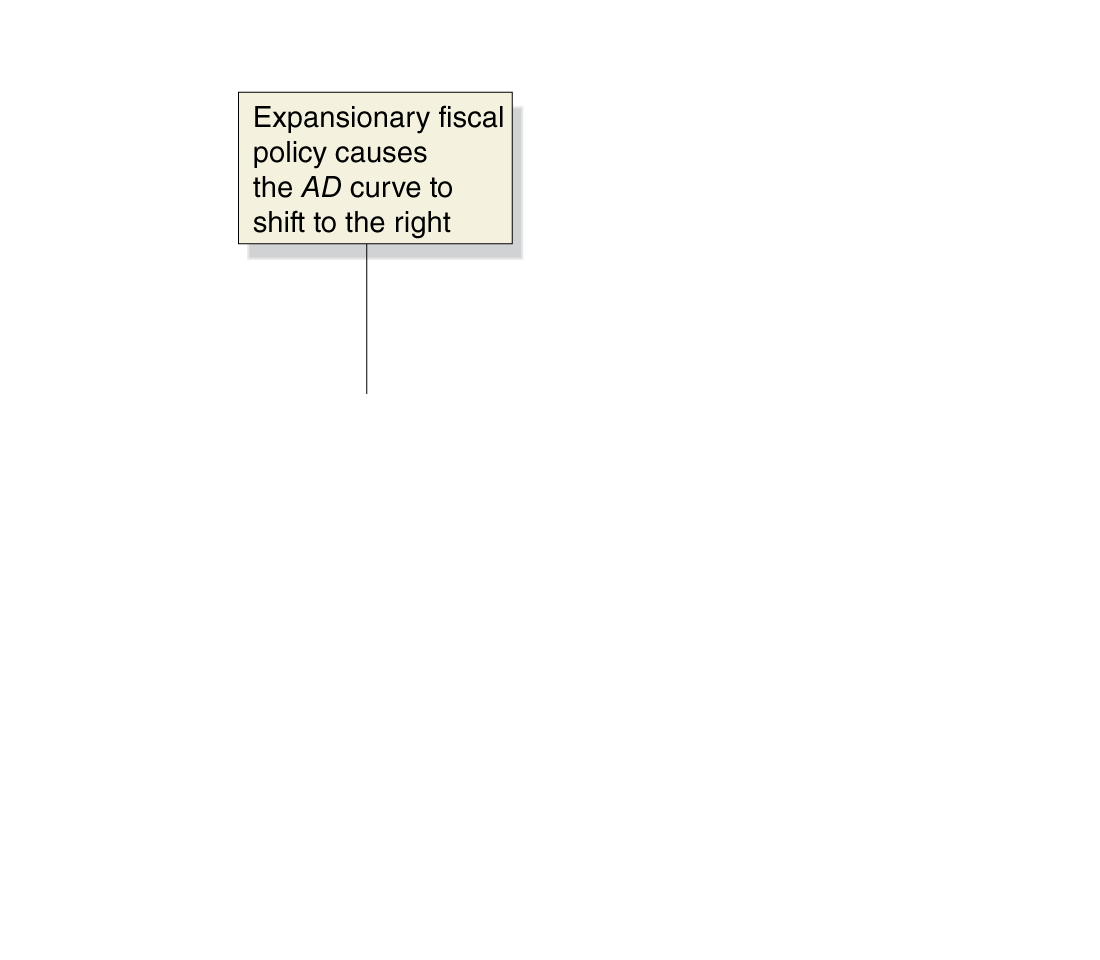 Expansionary fiscal
policy causes
the AD curve to
shift to the right